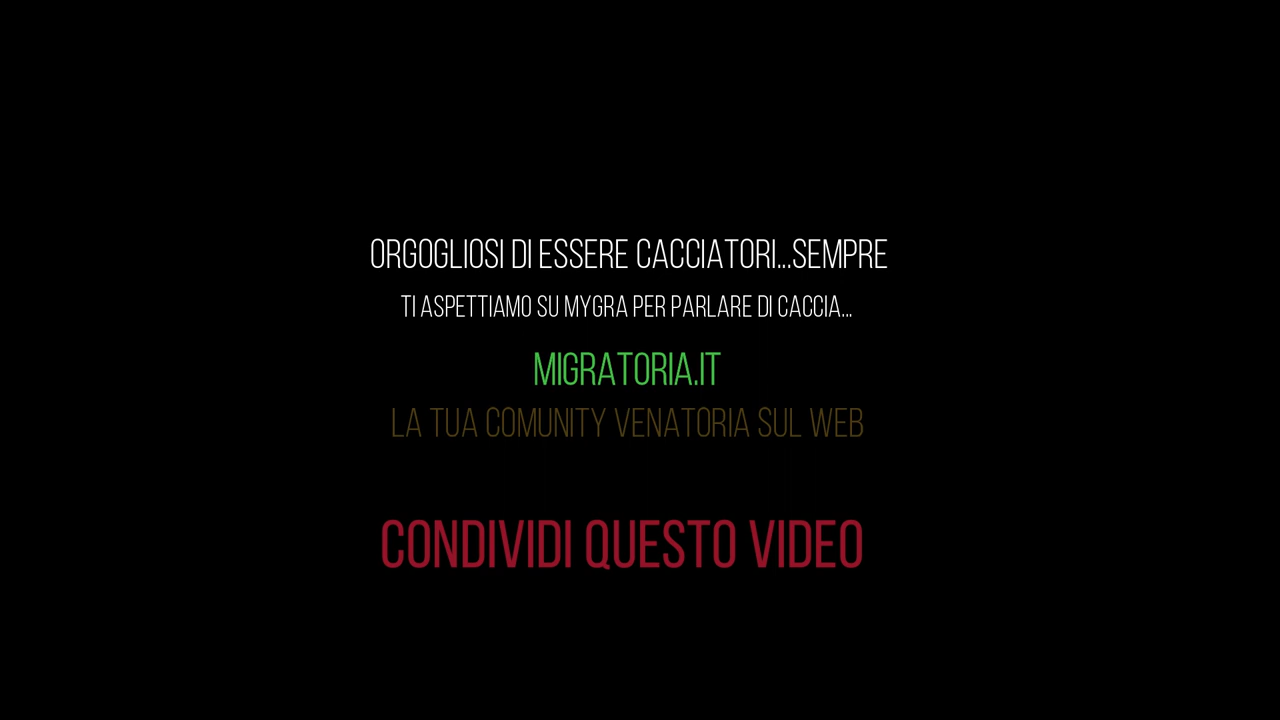 ORGOGLIOSI DI ESSERE CACCIATORI...SEMPRE
TI ASPETTIAMO SU MYGRA PER PARLARE DI CACCIA...
MIGRATORIA.IT
LA TUA COMUNITY VENATORIA SUL WEB
CONDIVIDI QUESTO VIDEO